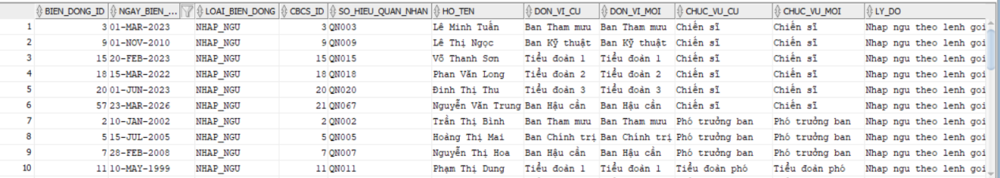 BIEN_DONG_ID NGAY_BIEN_... LOAI_BIEN_DONG CBCS_ID SO_HIEU_QUAN_NHAN HO_TEN DON_VI_CU DON_VI_MOI CHUC_VU_CU CHUC_VU_MOI LY_DO
1 3 01-MAR-2023 NHAP_NGU 3 QN003 Lê Minh Tuấn Ban Tham mưu Ban Tham mưu Chiến sĩ Chiến sĩ Nhap ngu theo lenh goi
2 9 01-NOV-2010 NHAP_NGU 9 QN009 Lê Thị Ngọc Ban Kỹ thuật Ban Kỹ thuật Chiến sĩ Chiến sĩ Nhap ngu theo lenh goi
3 15 20-FEB-2023 NHAP_NGU 15 QN015 Võ Thanh Sơn Tiểu đoàn 1 Tiểu đoàn 1 Chiến sĩ Chiến sĩ Nhap ngu theo lenh goi
4 18 15-MAR-2022 NHAP_NGU 18 QN018 Phan Văn Long Tiểu đoàn 2 Tiểu đoàn 2 Chiến sĩ Chiến sĩ Nhap ngu theo lenh goi
5 20 01-JUN-2023 NHAP_NGU 20 QN020 Đinh Thị Thu Tiểu đoàn 3 Tiểu đoàn 3 Chiến sĩ Chiến sĩ Nhap ngu theo lenh goi
6 57 23-MAR-2026 NHAP_NGU 21 QN067 Nguyễn Văn Trung Ban Hậu cần Ban Hậu cần Chiến sĩ Chiến sĩ Nhap ngu theo lenh goi
7 2 10-JAN-2002 NHAP_NGU 2 QN002 Trần Thị Bình Ban Tham mưu Ban Tham mưu Phó trưởng ban Phó trưởng ban Nhap ngu theo lenh goi
8 5 15-JUL-2005 NHAP_NGU 5 QN005 Hoàng Thị Mai Ban Chính trị Ban Chính trị Phó trưởng ban Phó trưởng ban Nhap ngu theo lenh goi
9 7 28-FEB-2008 NHAP_NGU 7 QN007 Nguyễn Thị Hoa Ban Hậu cần Ban Hậu cần Phó trưởng ban Phó trưởng ban Nhap ngu theo lenh goi
10 11 10-MAY-1999 NHAP_NGU 11 QN011 Phạm Thị Dung Tiểu đoàn 1 Tiểu đoàn 1 Tiểu đoàn phó Tiểu đoàn phó Nhap ngu theo lenh goi